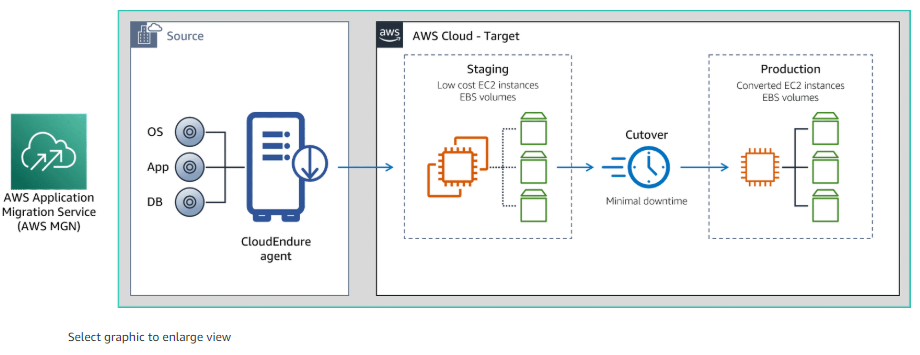 Source
aws
AWS Cloud - Target
Staging
Low cost EC2 instances
EBS volumes
Production
Converted EC2 instances
EBS volumes
OS
App
DB
Cutover
Minimal downtime
AWS Application
Migration Service
(AWS MGN)
CloudEndure
agent
Select graphic to enlarge view